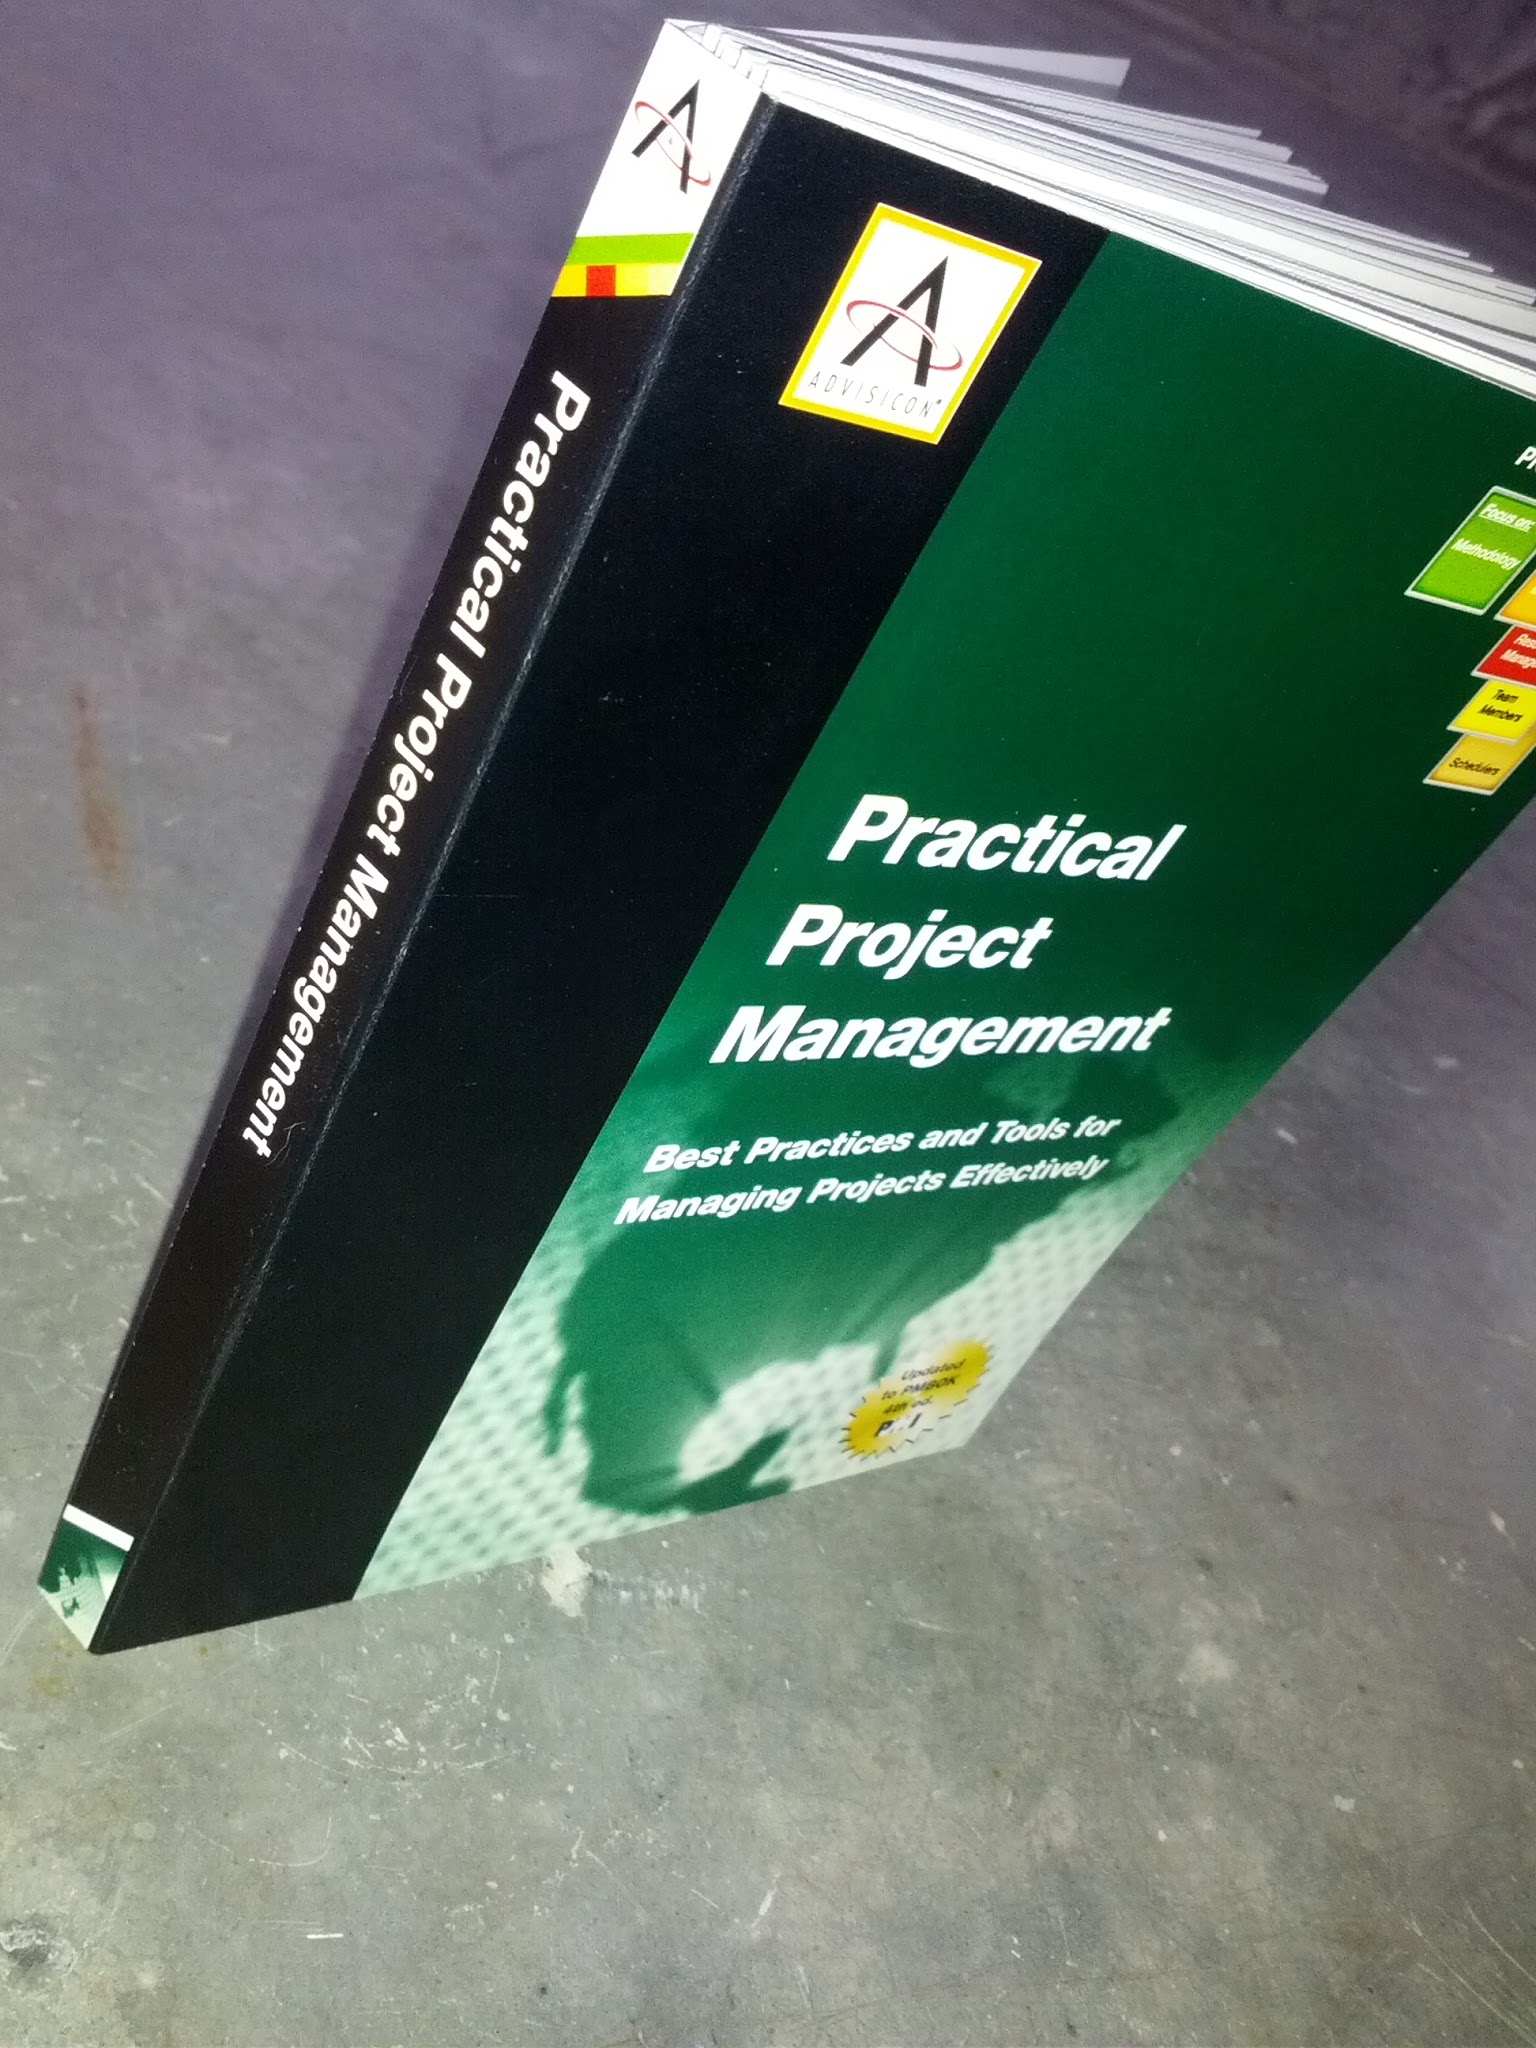 Practical Project Management
ADVISICON
Focus on:
Methodology
Team
Members
Schedulers
Practical
Project
Management
Best Practices and Tools for
Managing Projects Effectively
Updated
to PMBOK
4th ed.